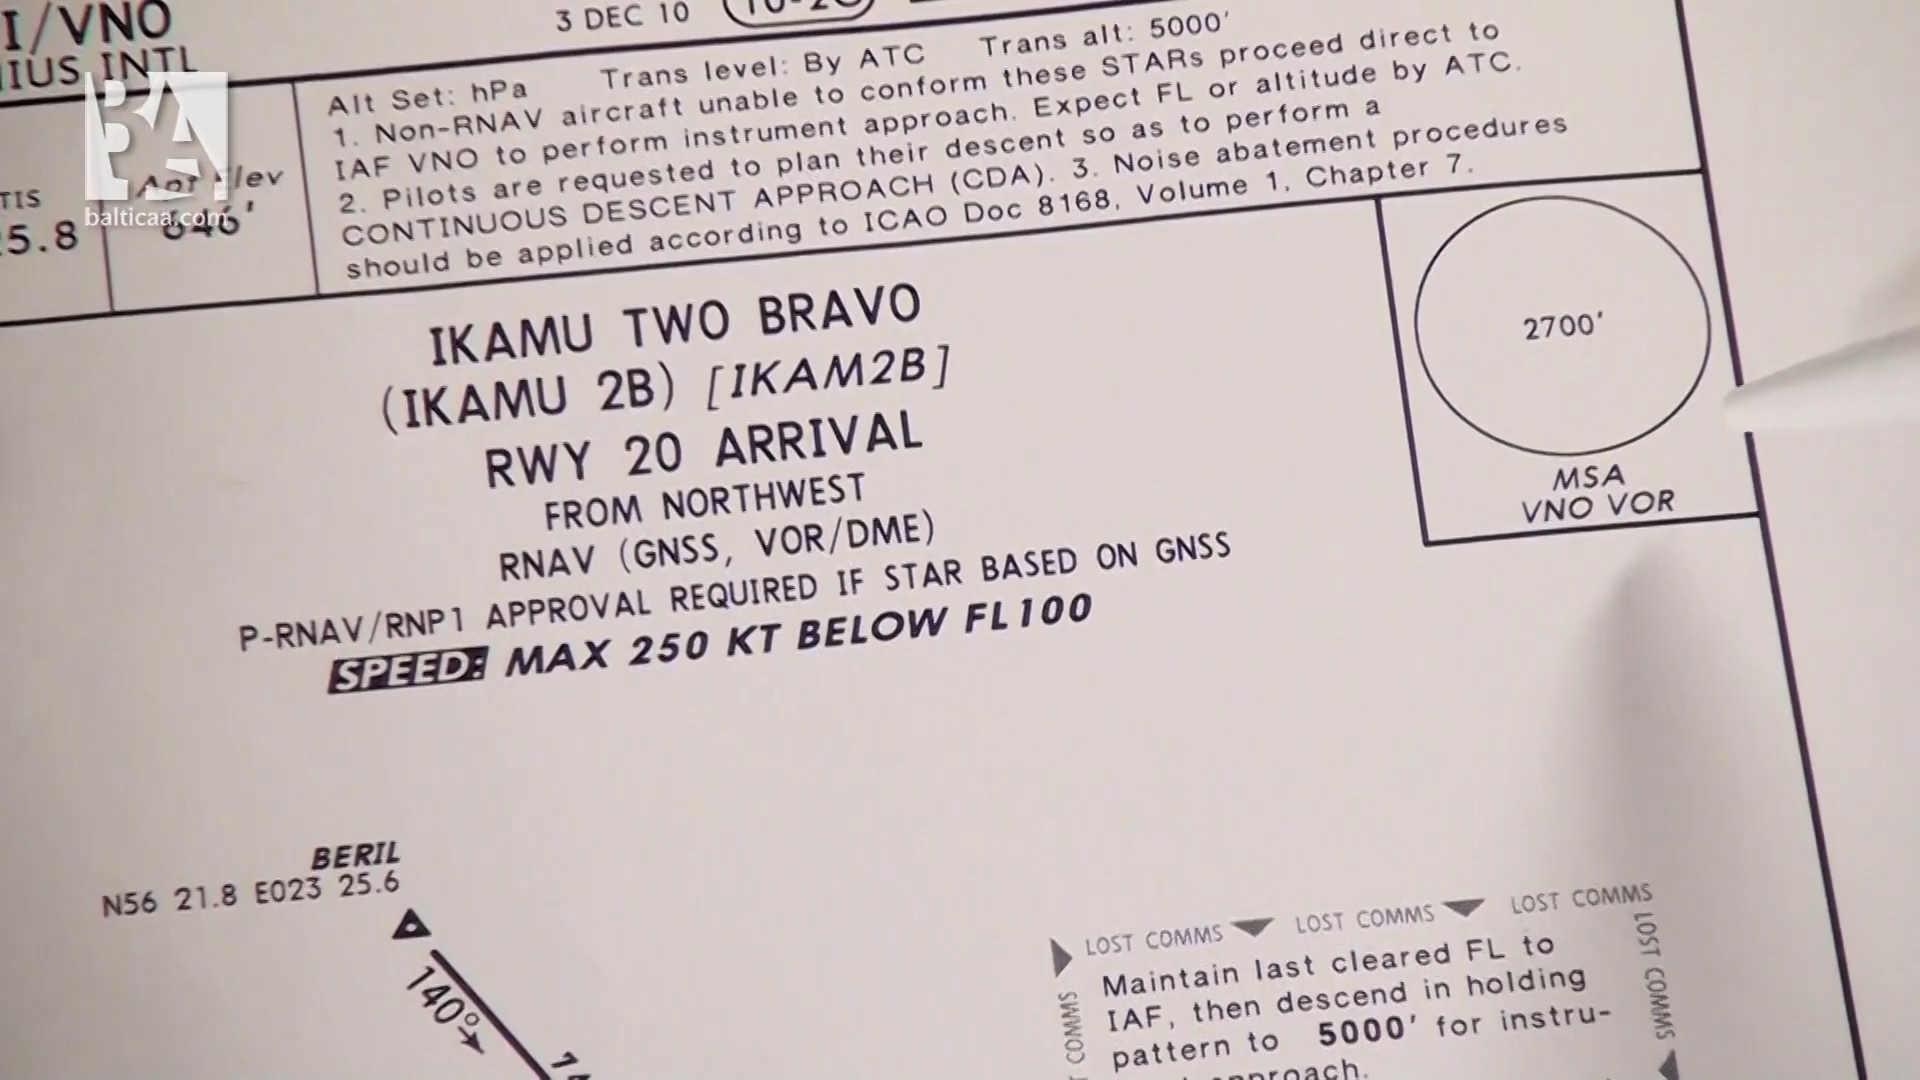 I/VNO
IUS INTL
3 DEC 10
BA
balticaa.com
TIS
5.8
Apt Elev
646'
Alt Set: hPa Trans level: By ATC Trans alt: 5000'
1. Non-RNAV aircraft unable to conform these STARs proceed direct to
IAF VNO to perform instrument approach. Expect FL or altitude by ATC.
2. Pilots are requested to plan their descent so as to perform a
CONTINUOUS DESCENT APPROACH (CDA). 3. Noise abatement procedures
should be applied according to ICAO Doc 8168, Volume 1, Chapter 7.
2700'
MSA
VNO VOR
IKAMU TWO BRAVO
(IKAMU 2B) [IKAM2B]
RWY 20 ARRIVAL
FROM NORTHWEST
RNAV (GNSS, VOR/DME)
P-RNAV/RNP1 APPROVAL REQUIRED IF STAR BASED ON GNSS
SPEED: MAX 250 KT BELOW FL100
BERIL
N56 21.8 E023 25.6
140°
LOST COMMS LOST COMMS LOST COMMS
LOST COMMS
COMMS
Maintain last cleared FL to
IAF, then descend in holding
pattern to 5000' for instru-